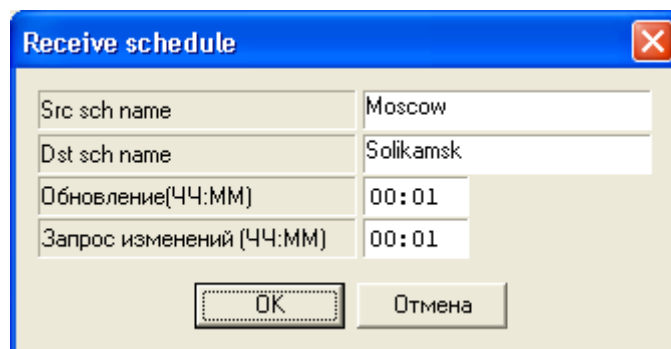 Receive schedule
Src sch name Moscow
Dst sch name Solikamsk
Обновление(ЧЧ:ММ) 00:01
Запрос изменений (ЧЧ:ММ) 00:01
OK Отмена